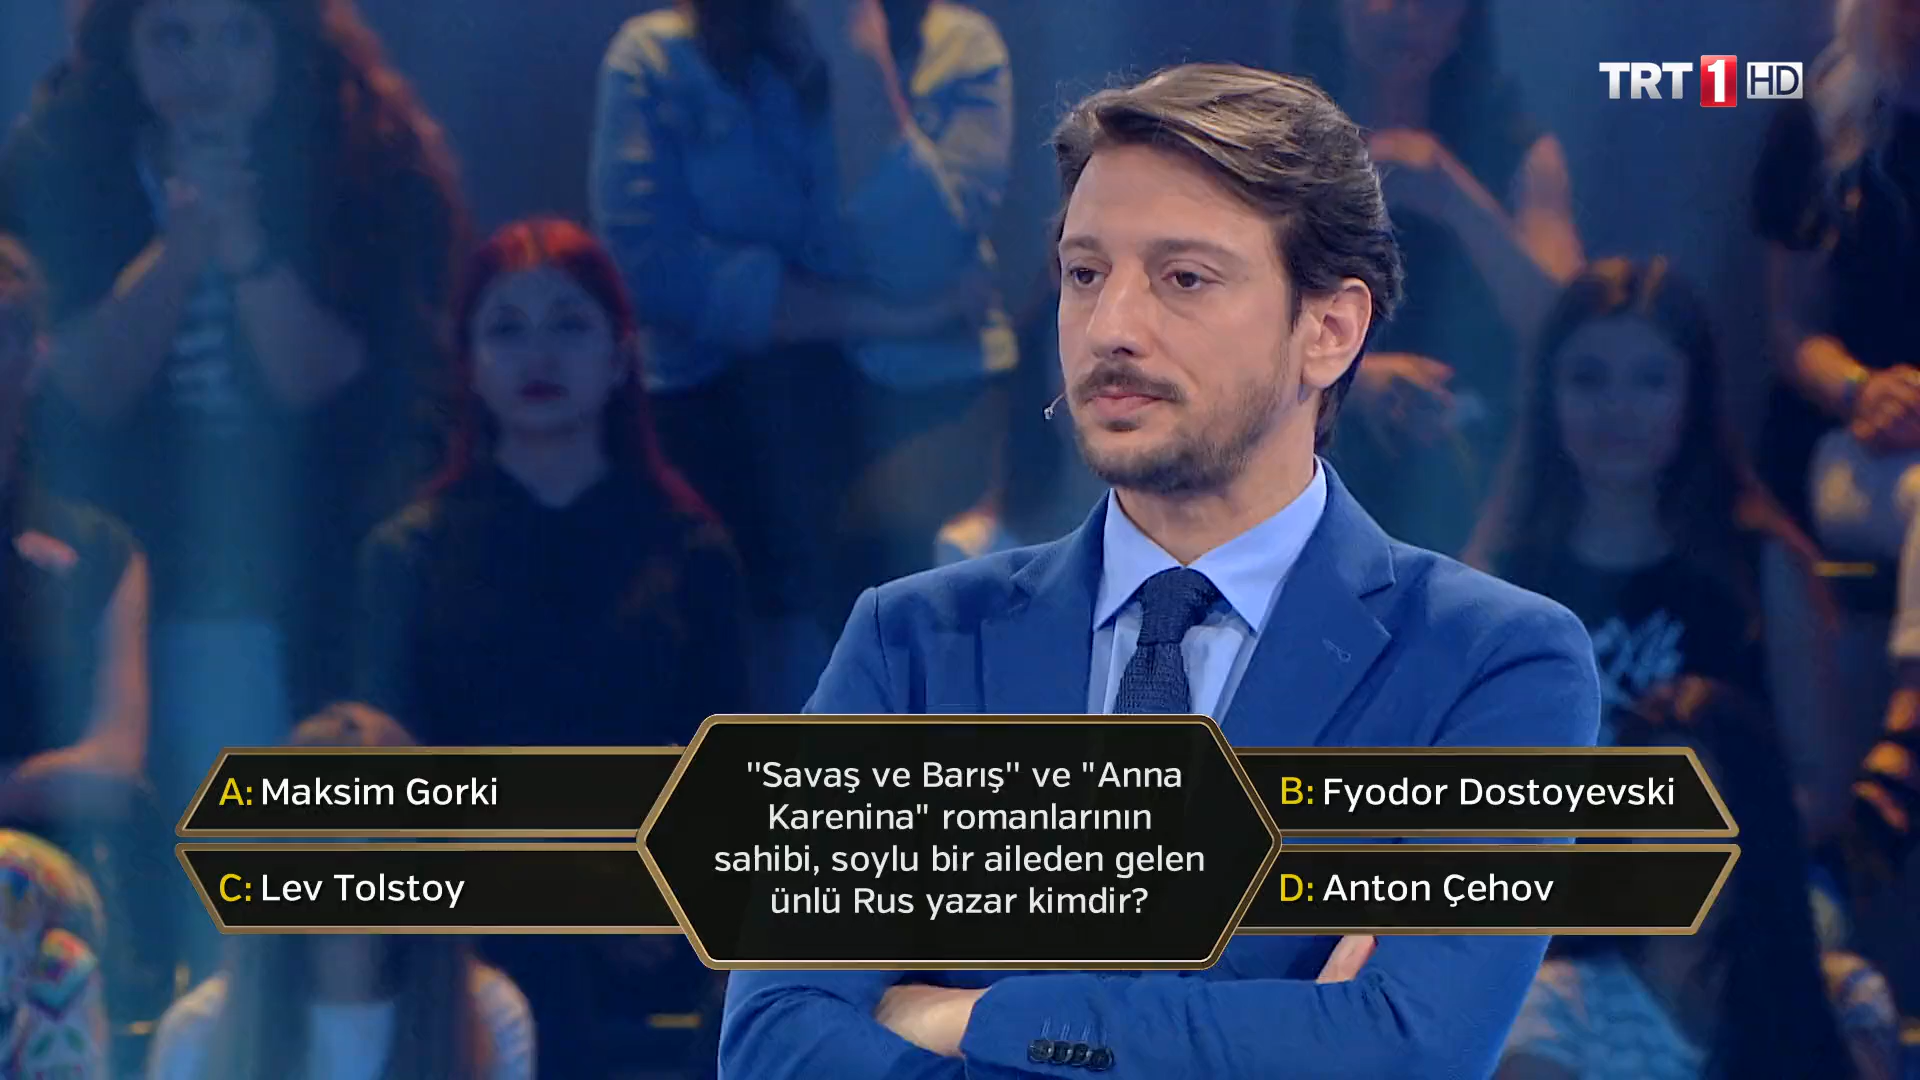 TRT 1 HD
"Savaş ve Barış" ve "Anna
Karenina" romanlarının
sahibi, soylu bir aileden gelen
ünlü Rus yazar kimdir?
A: Maksim Gorki
B: Fyodor Dostoyevski
C: Lev Tolstoy
D: Anton Çehov